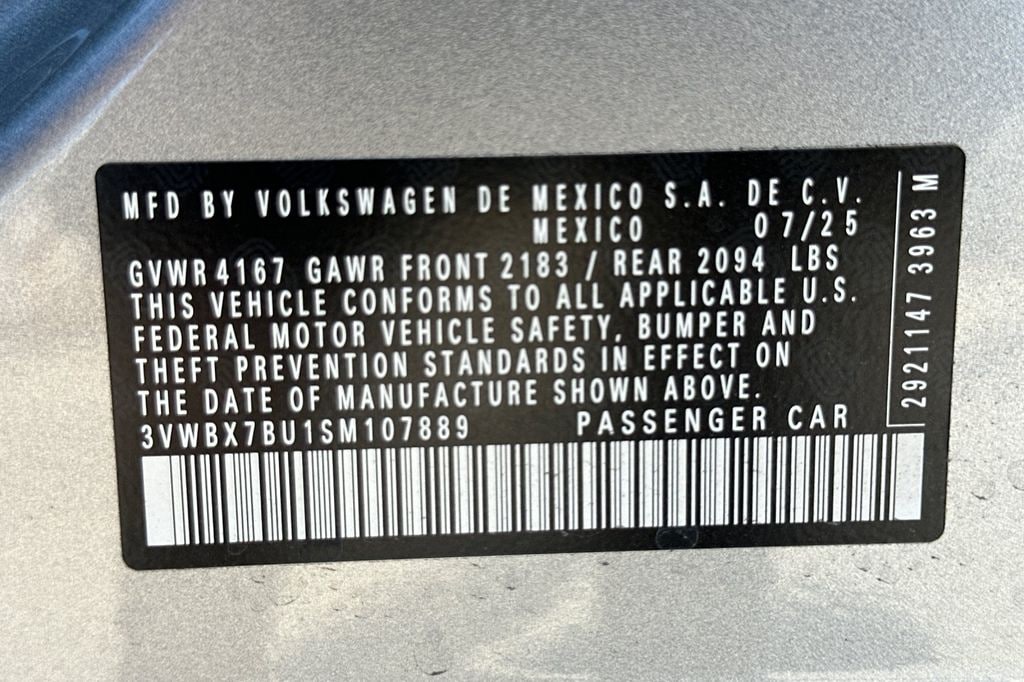 MFD BY VOLKSWAGEN DE MEXICO S.A. DE C.V.
MEXICO 07/25
GVWR 4167 GAWR FRONT 2183 / REAR 2094 LBS
THIS VEHICLE CONFORMS TO ALL APPLICABLE U.S.
FEDERAL MOTOR VEHICLE SAFETY, BUMPER AND
THEFT PREVENTION STANDARDS IN EFFECT ON
THE DATE OF MANUFACTURE SHOWN ABOVE.
3VWBX7BU1SM107889 PASSENGER CAR
2921147 3963 M